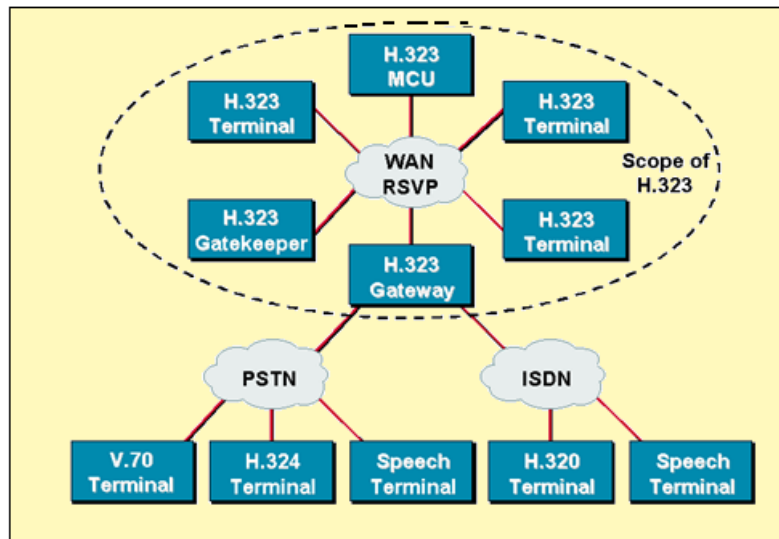 H.323
MCU
H.323
Terminal
H.323
Terminal
WAN
RSVP
Scope of
H.323
H.323
Gatekeeper
H.323
Terminal
H.323
Gateway
PSTN
ISDN
V.70
Terminal
H.324
Terminal
Speech
Terminal
H.320
Terminal
Speech
Terminal